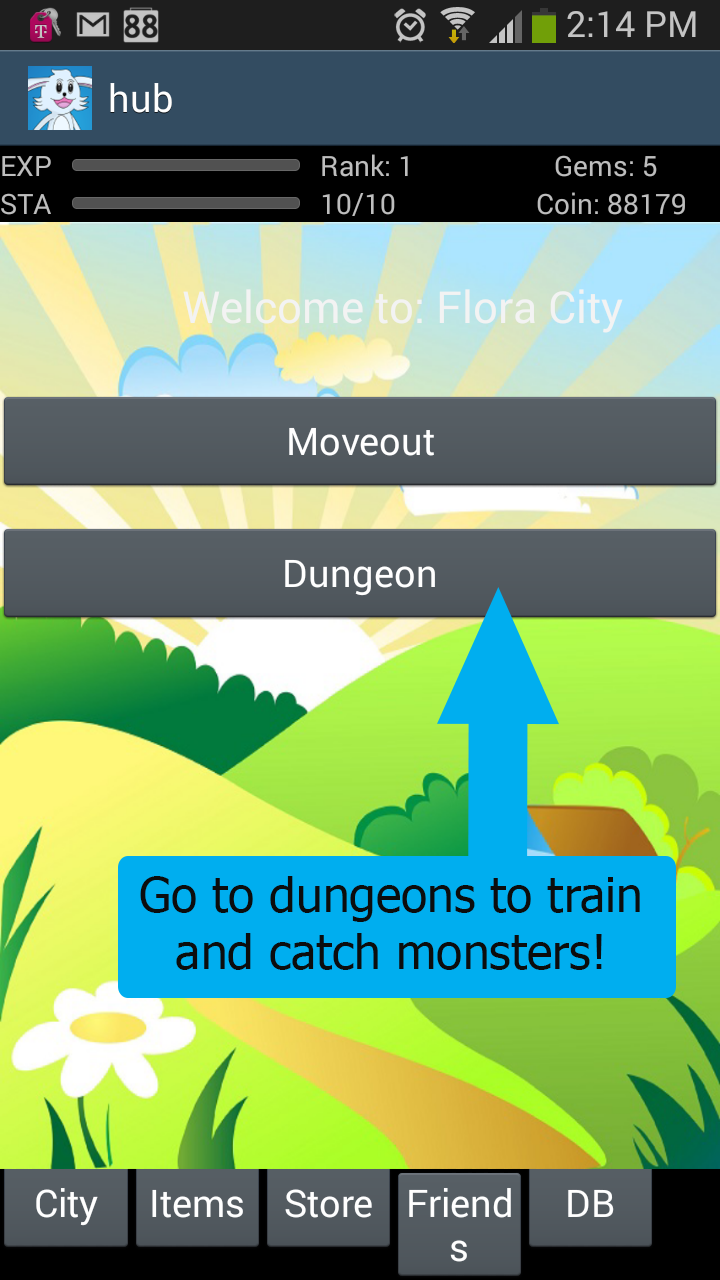 T 88 2:14 PM
hub
EXP Rank: 1 Gems: 5
STA 10/10 Coin: 88179
Welcome to: Flora City
Moveout
Dungeon
Go to dungeons to train
and catch monsters!
City Items Store Friend DB
s